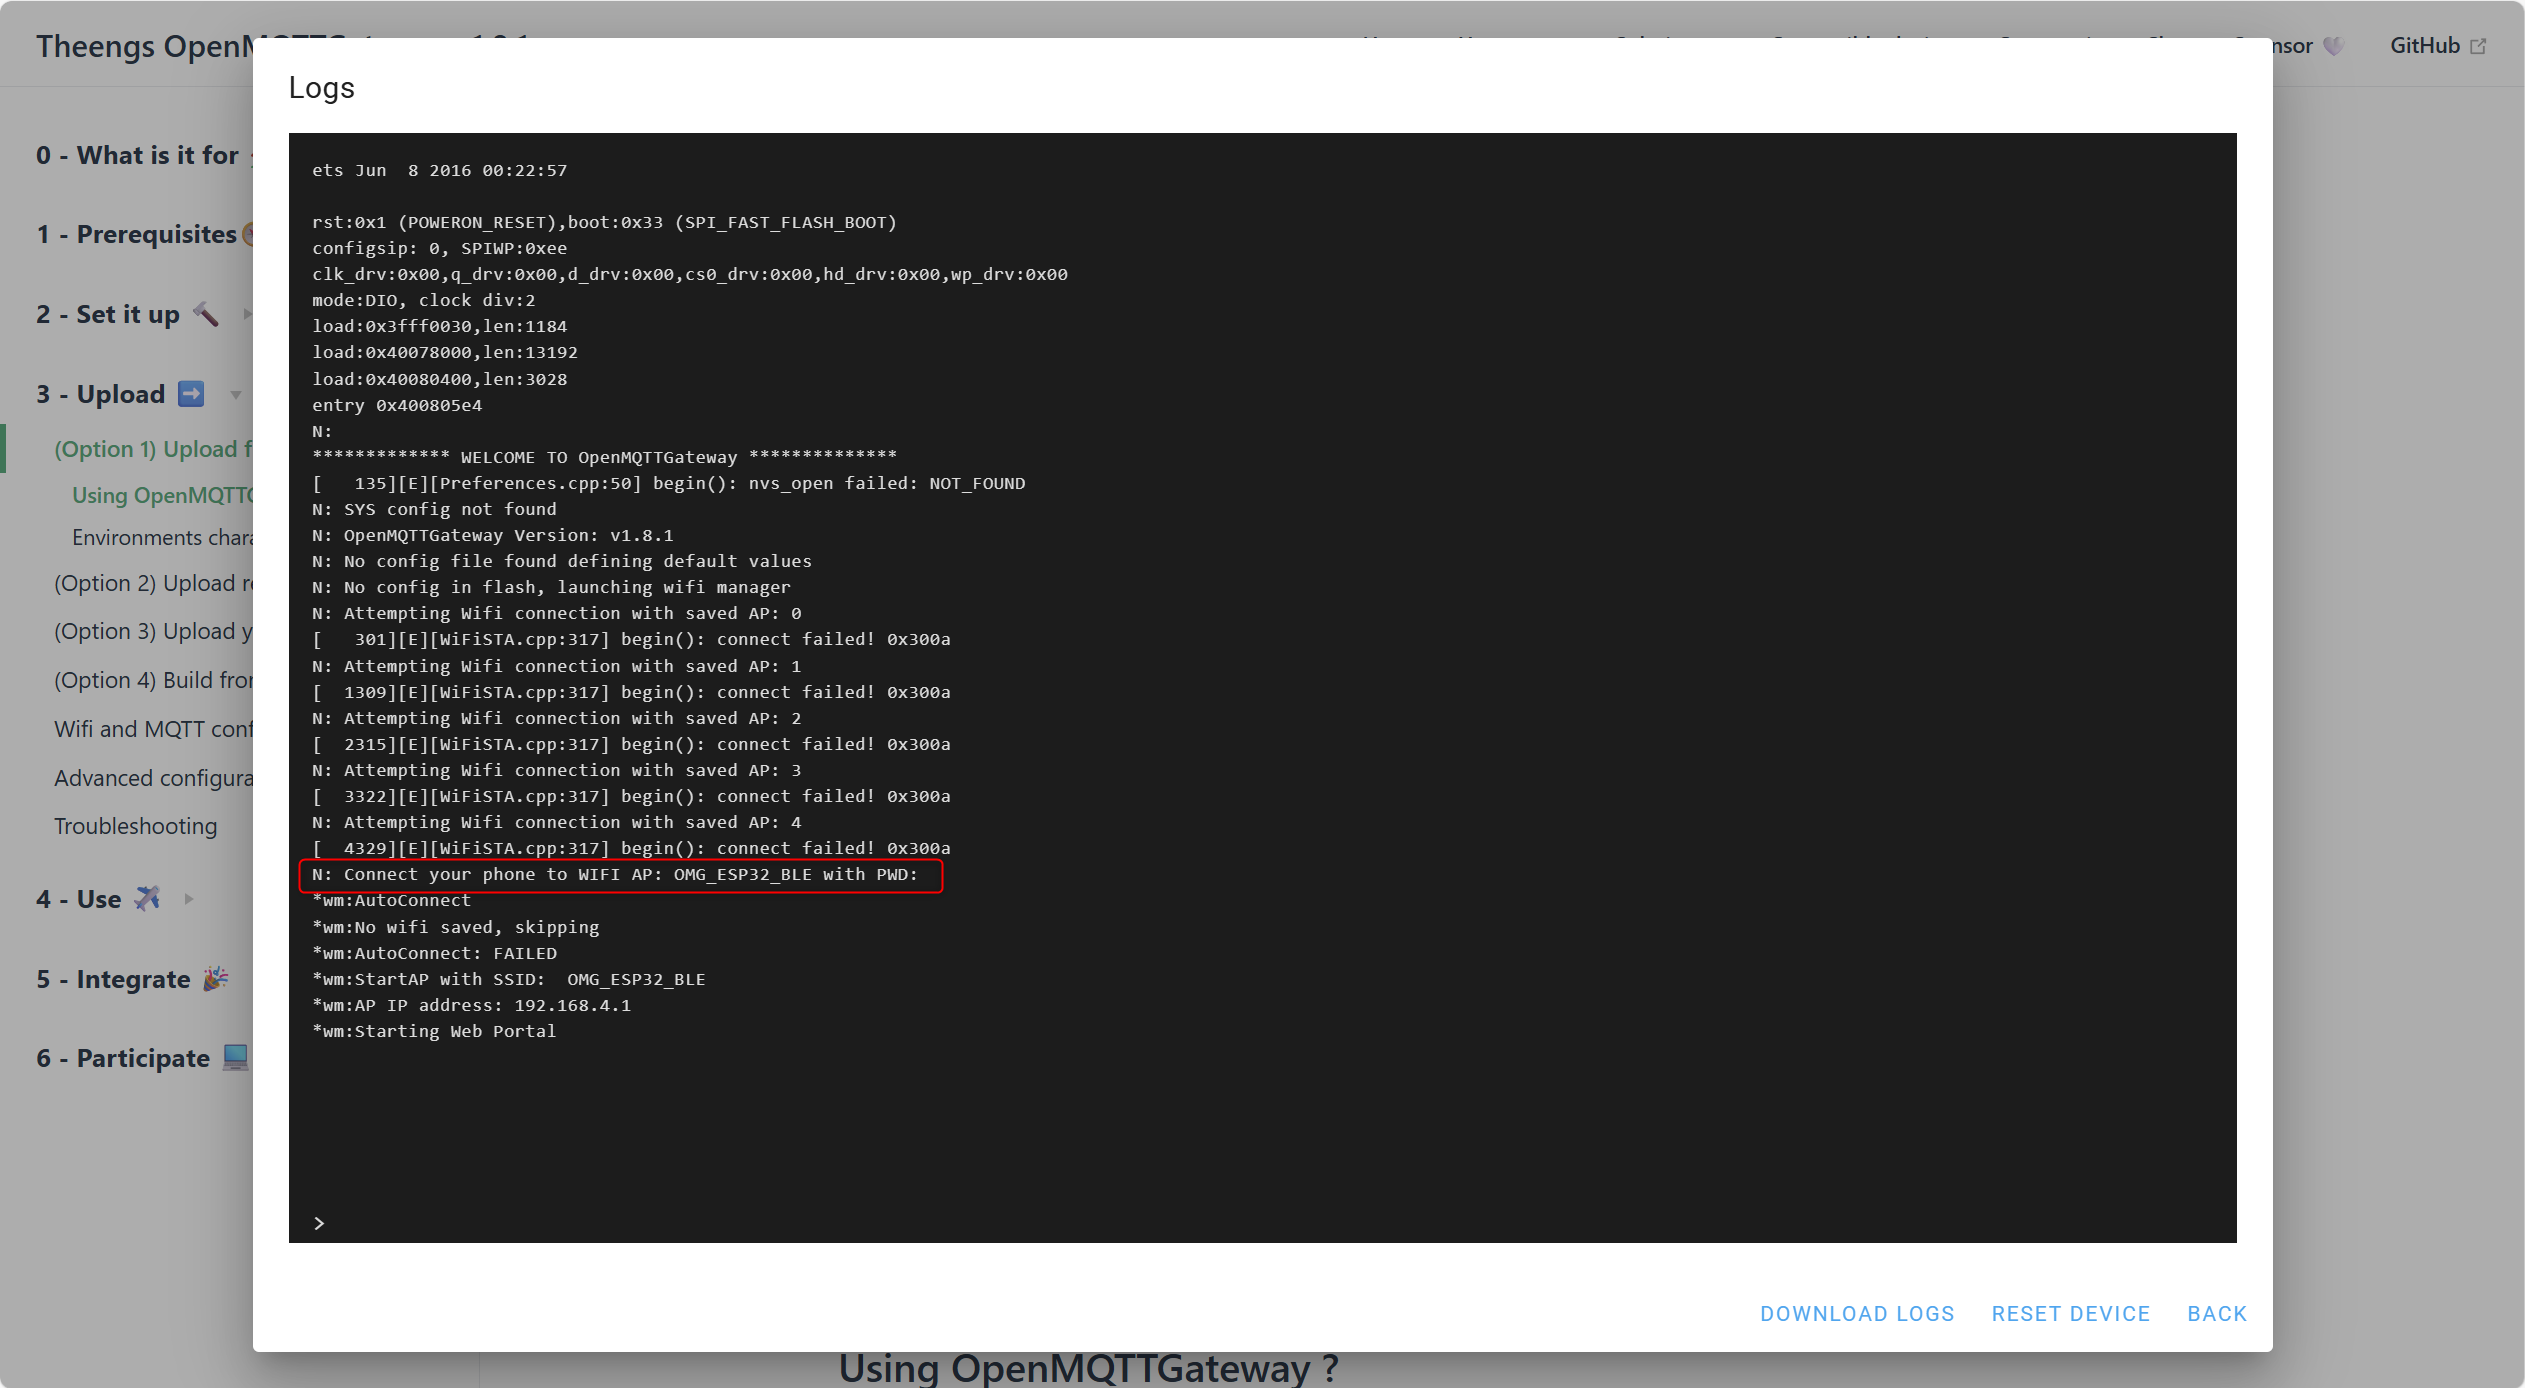 Theengs
GitHub
Logs
0 - What is it for
1 - Prerequisites
2 - Set it up
3 - Upload
(Option 1) Upload
Using
Environments
(Option 2) Upload
(Option 3) Upload
(Option 4) Build
Wifi and MQTT
Advanced
Troubleshooting
4 - Use
5 - Integrate
6 - Participate
ets Jun  8 2016 00:22:57
rst:0x1 (POWERON_RESET),boot:0x33 (SPI_FAST_FLASH_BOOT)
configsip: 0, SPIWP:0xee
clk_drv:0x00,q_drv:0x00,d_drv:0x00,cs0_drv:0x00,hd_drv:0x00,wp_drv:0x00
mode:DIO, clock div:2
load:0x3fff0030,len:1184
load:0x40078000,len:13192
load:0x40080400,len:3028
entry 0x400805e4
N:
************* WELCOME TO OpenMQTTGateway **************
[   135][E][Preferences.cpp:50] begin(): nvs_open failed: NOT_FOUND
N: SYS config not found
N: OpenMQTTGateway Version: v1.8.1
N: No config file found defining default values
N: No config in flash, launching wifi manager
N: Attempting Wifi connection with saved AP: 0
[   301][E][WiFiSTA.cpp:317] begin(): connect failed! 0x300a
N: Attempting Wifi connection with saved AP: 1
[  1309][E][WiFiSTA.cpp:317] begin(): connect failed! 0x300a
N: Attempting Wifi connection with saved AP: 2
[  2315][E][WiFiSTA.cpp:317] begin(): connect failed! 0x300a
N: Attempting Wifi connection with saved AP: 3
[  3322][E][WiFiSTA.cpp:317] begin(): connect failed! 0x300a
N: Attempting Wifi connection with saved AP: 4
[  4329][E][WiFiSTA.cpp:317] begin(): connect failed! 0x300a
N: Connect your phone to WIFI AP: OMG_ESP32_BLE with PWD:
*wm:AutoConnect
*wm:No wifi saved, skipping
*wm:AutoConnect: FAILED
*wm:StartAP with SSID:  OMG_ESP32_BLE
*wm:AP IP address: 192.168.4.1
*wm:Starting Web Portal
>
DOWNLOAD LOGS
RESET DEVICE
BACK
Using OpenMQTTGateway ?